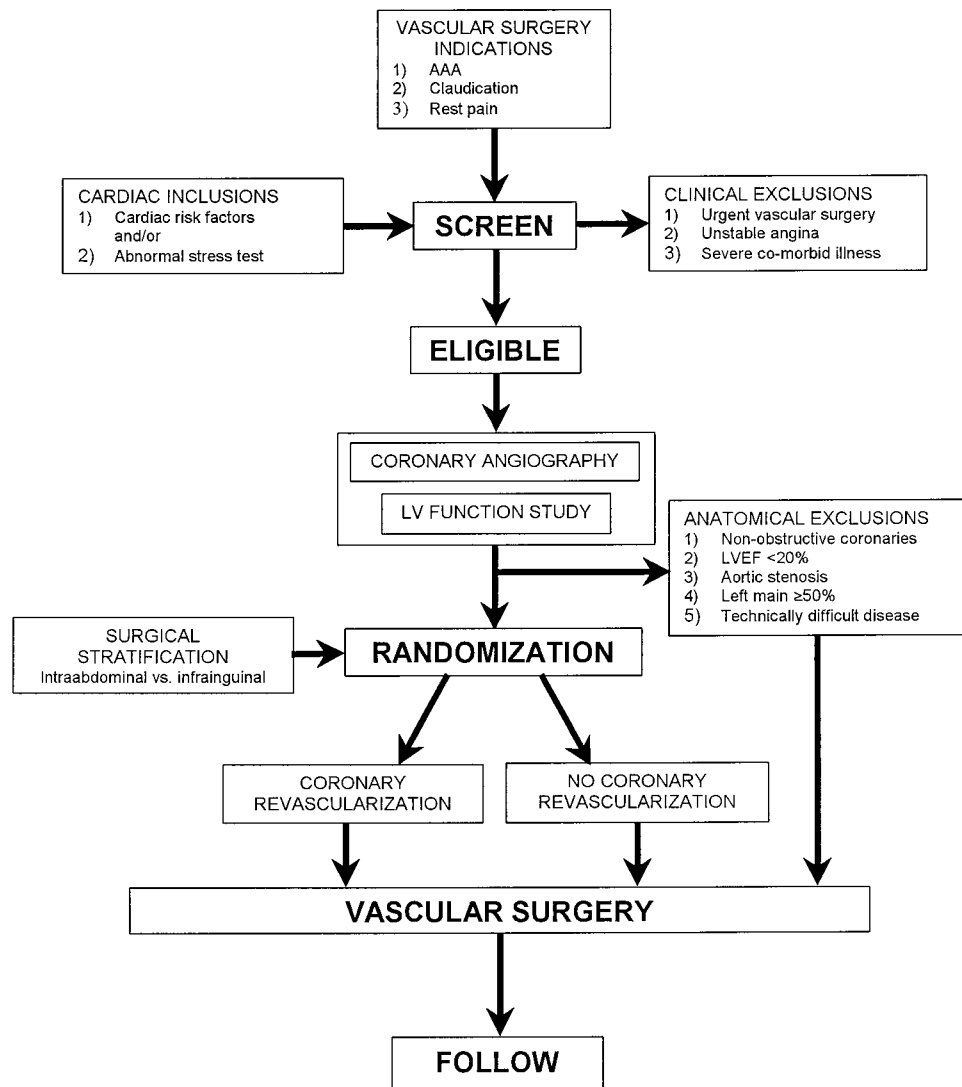 VASCULAR SURGERY
INDICATIONS
1) AAA
2) Claudication
3) Rest pain
CARDIAC INCLUSIONS
1) Cardiac risk factors
and/or
2) Abnormal stress test
SCREEN
CLINICAL EXCLUSIONS
1) Urgent vascular surgery
2) Unstable angina
3) Severe co-morbid illness
ELIGIBLE
CORONARY ANGIOGRAPHY
LV FUNCTION STUDY
ANATOMICAL EXCLUSIONS
1) Non-obstructive coronaries
2) LVEF <20%
3) Aortic stenosis
4) Left main ≥50%
5) Technically difficult disease
SURGICAL
STRATIFICATION
Intraabdominal vs. infrainguinal
RANDOMIZATION
CORONARY
REVASCULARIZATION
NO CORONARY
REVASCULARIZATION
VASCULAR SURGERY
FOLLOW